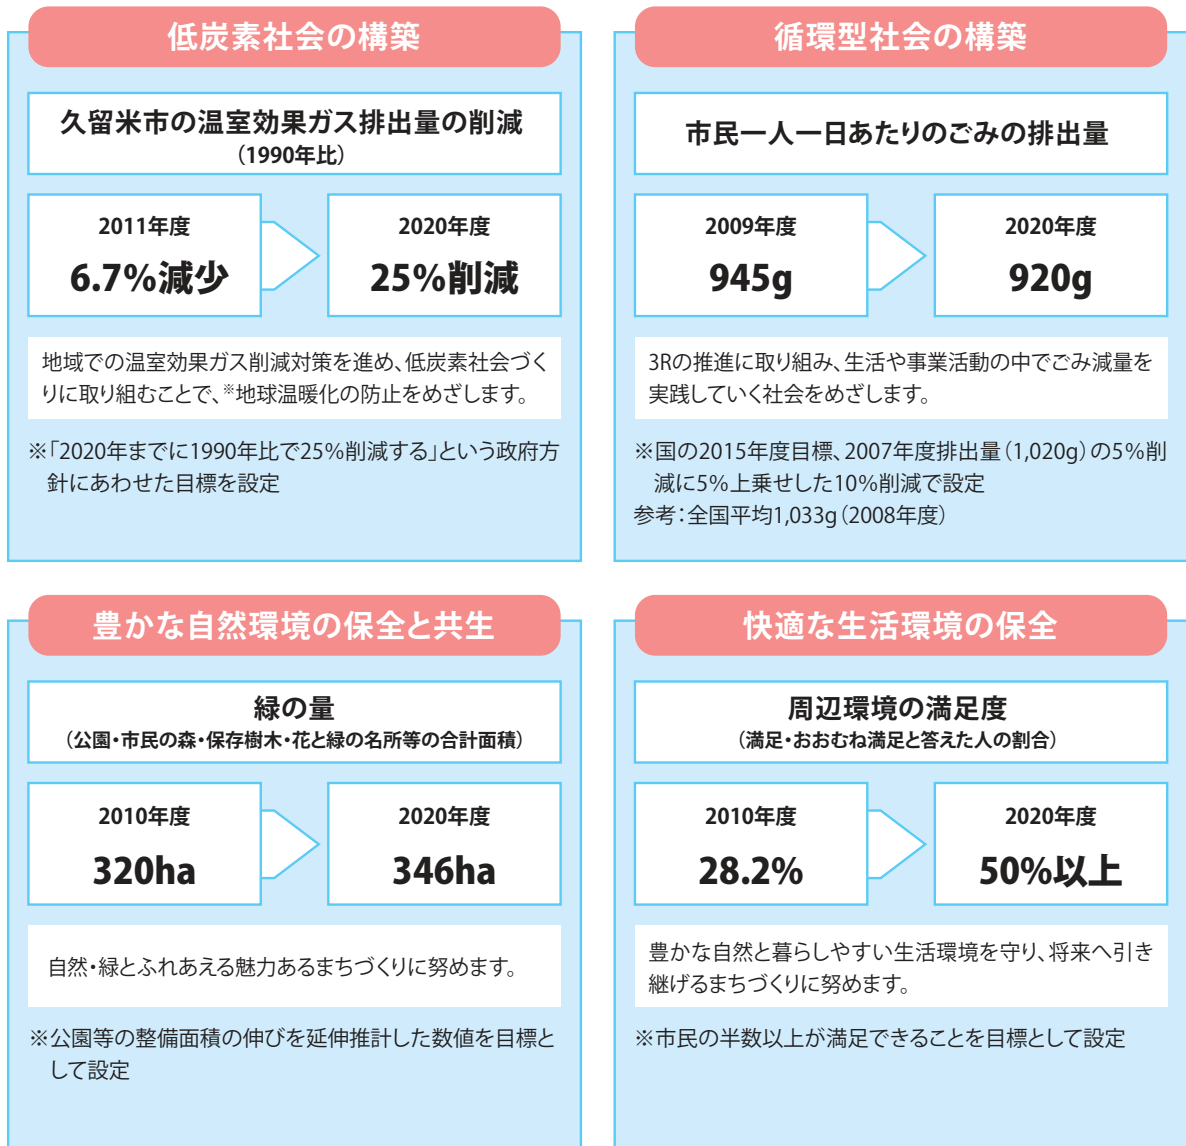 低炭素社会の構築
久留米市の温室効果ガス排出量の削減
（1990年比）
2011年度
6.7%減少
2020年度
25%削減
地域での温室効果ガス削減対策を進め、低炭素社会づく
りに取り組むことで、※地球温暖化の防止をめざします。
※「2020年までに1990年比で25%削減する」という政府方
針にあわせた目標を設定
循環型社会の構築
市民一人一日あたりのごみの排出量
2009年度
945g
2020年度
920g
3Rの推進に取り組み、生活や事業活動の中でごみ減量を
実践していく社会をめざします。
※国の2015年度目標、2007年度排出量（1,020g）の5%削
減に5%上乗せした10%削減で設定
参考：全国平均1,033g（2008年度）
豊かな自然環境の保全と共生
緑の量
（公園・市民の森・保存樹木・花と緑の名所等の合計面積）
2010年度
320ha
2020年度
346ha
自然・緑とふれあえる魅力あるまちづくりに努めます。
※公園等の整備面積の伸びを延伸推計した数値を目標と
して設定
快適な生活環境の保全
周辺環境の満足度
（満足・おおむね満足と答えた人の割合）
2010年度
28.2%
2020年度
50%以上
豊かな自然と暮らしやすい生活環境を守り、将来へ引き
継げるまちづくりに努めます。
※市民の半数以上が満足できることを目標として設定